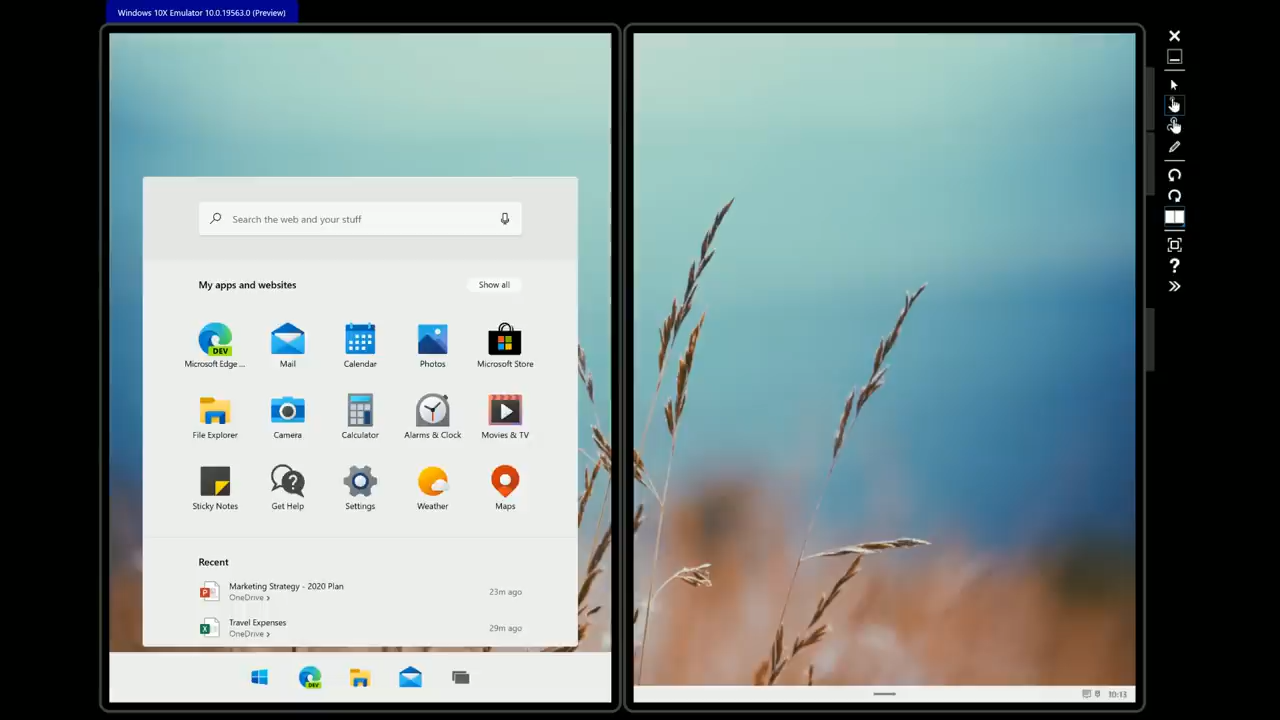 Windows 10X Emulator 10.0.19563.0 (Preview)
Search the web and your stuff
My apps and websites
Show all
DEV
Microsoft Edge ...
Mail
Calendar
Photos
Microsoft Store
File Explorer
Camera
Calculator
Alarms & Clock
Movies & TV
Sticky Notes
Get Help
Settings
Weather
Maps
Recent
Marketing Strategy - 2020 Plan
OneDrive ›
23m ago
Travel Expenses
OneDrive ›
29m ago
DEV
10:13